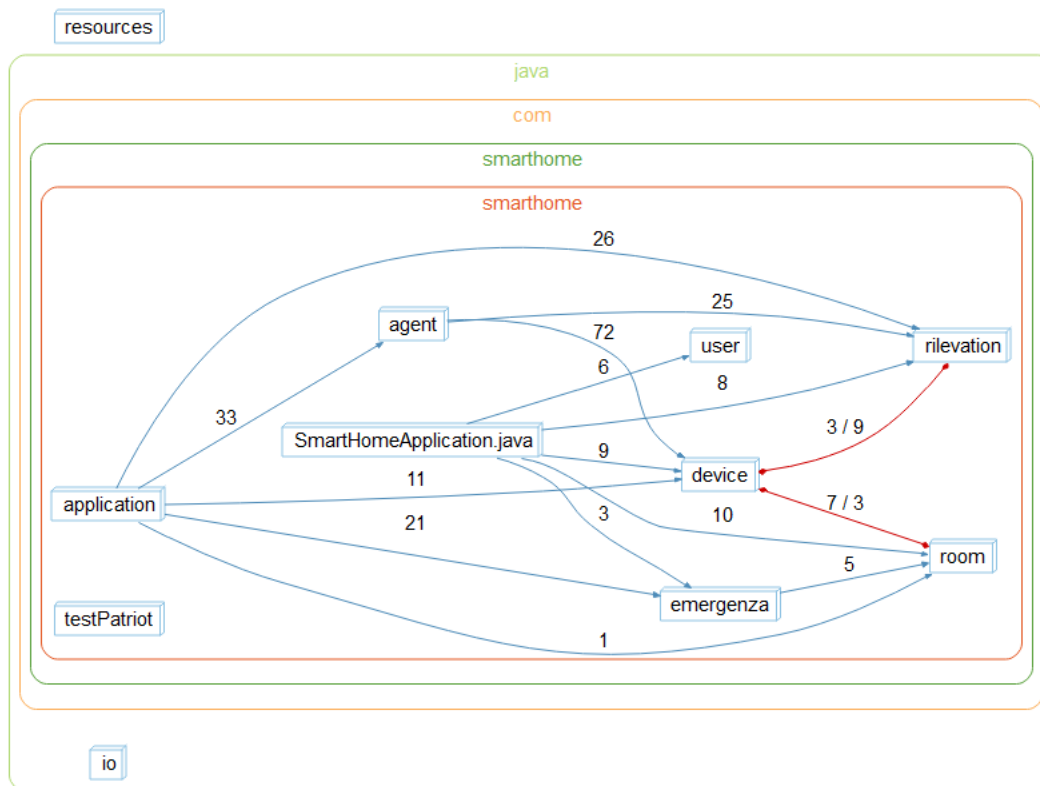 resources
java
com
smarthome
smarthome
26
agent
25
72
user
rilevation
6
8
33
SmartHomeApplication.java
3 / 9
9
11
device
application
21
3
10
7 / 3
room
5
emergenza
testPatriot
1
io